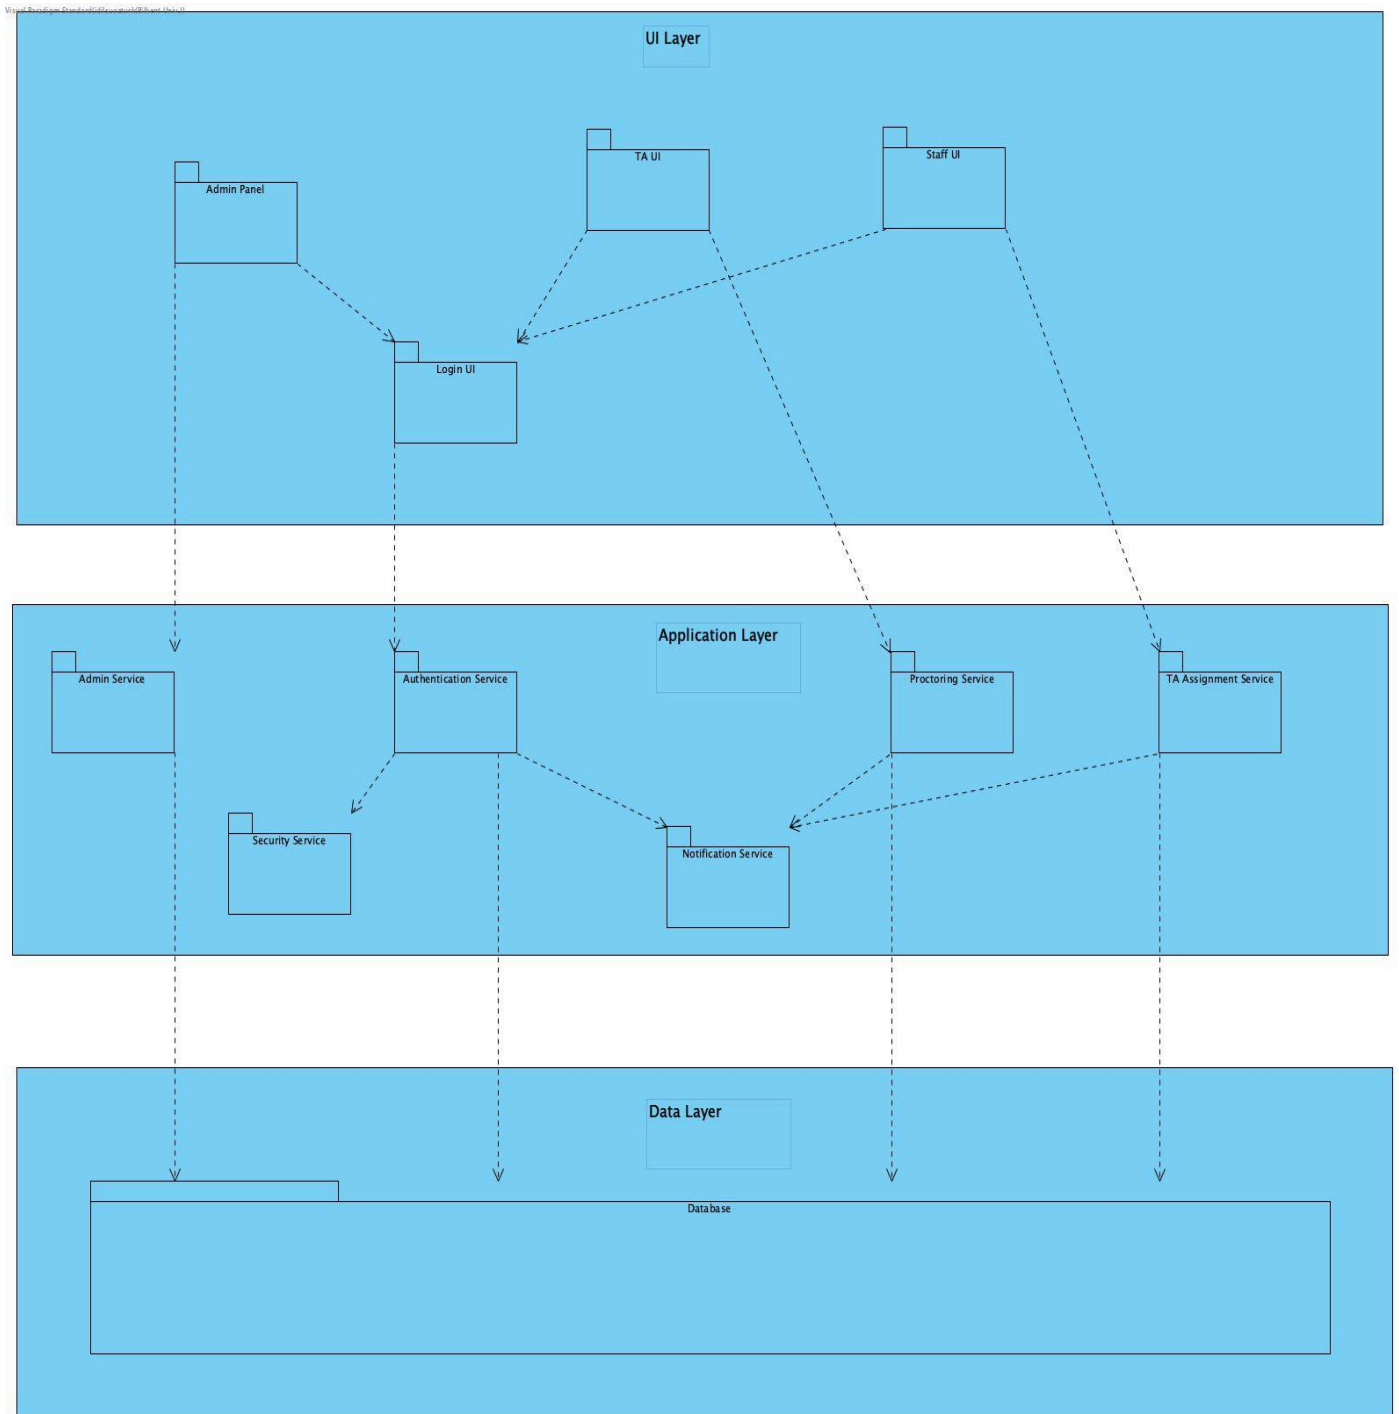 UI Layer
TA UI
Staff UI
Admin Panel
Login UI
Application Layer
Admin Service
Authentication Service
Proctoring Service
TA Assignment Service
Security Service
Notification Service
Data Layer
Database